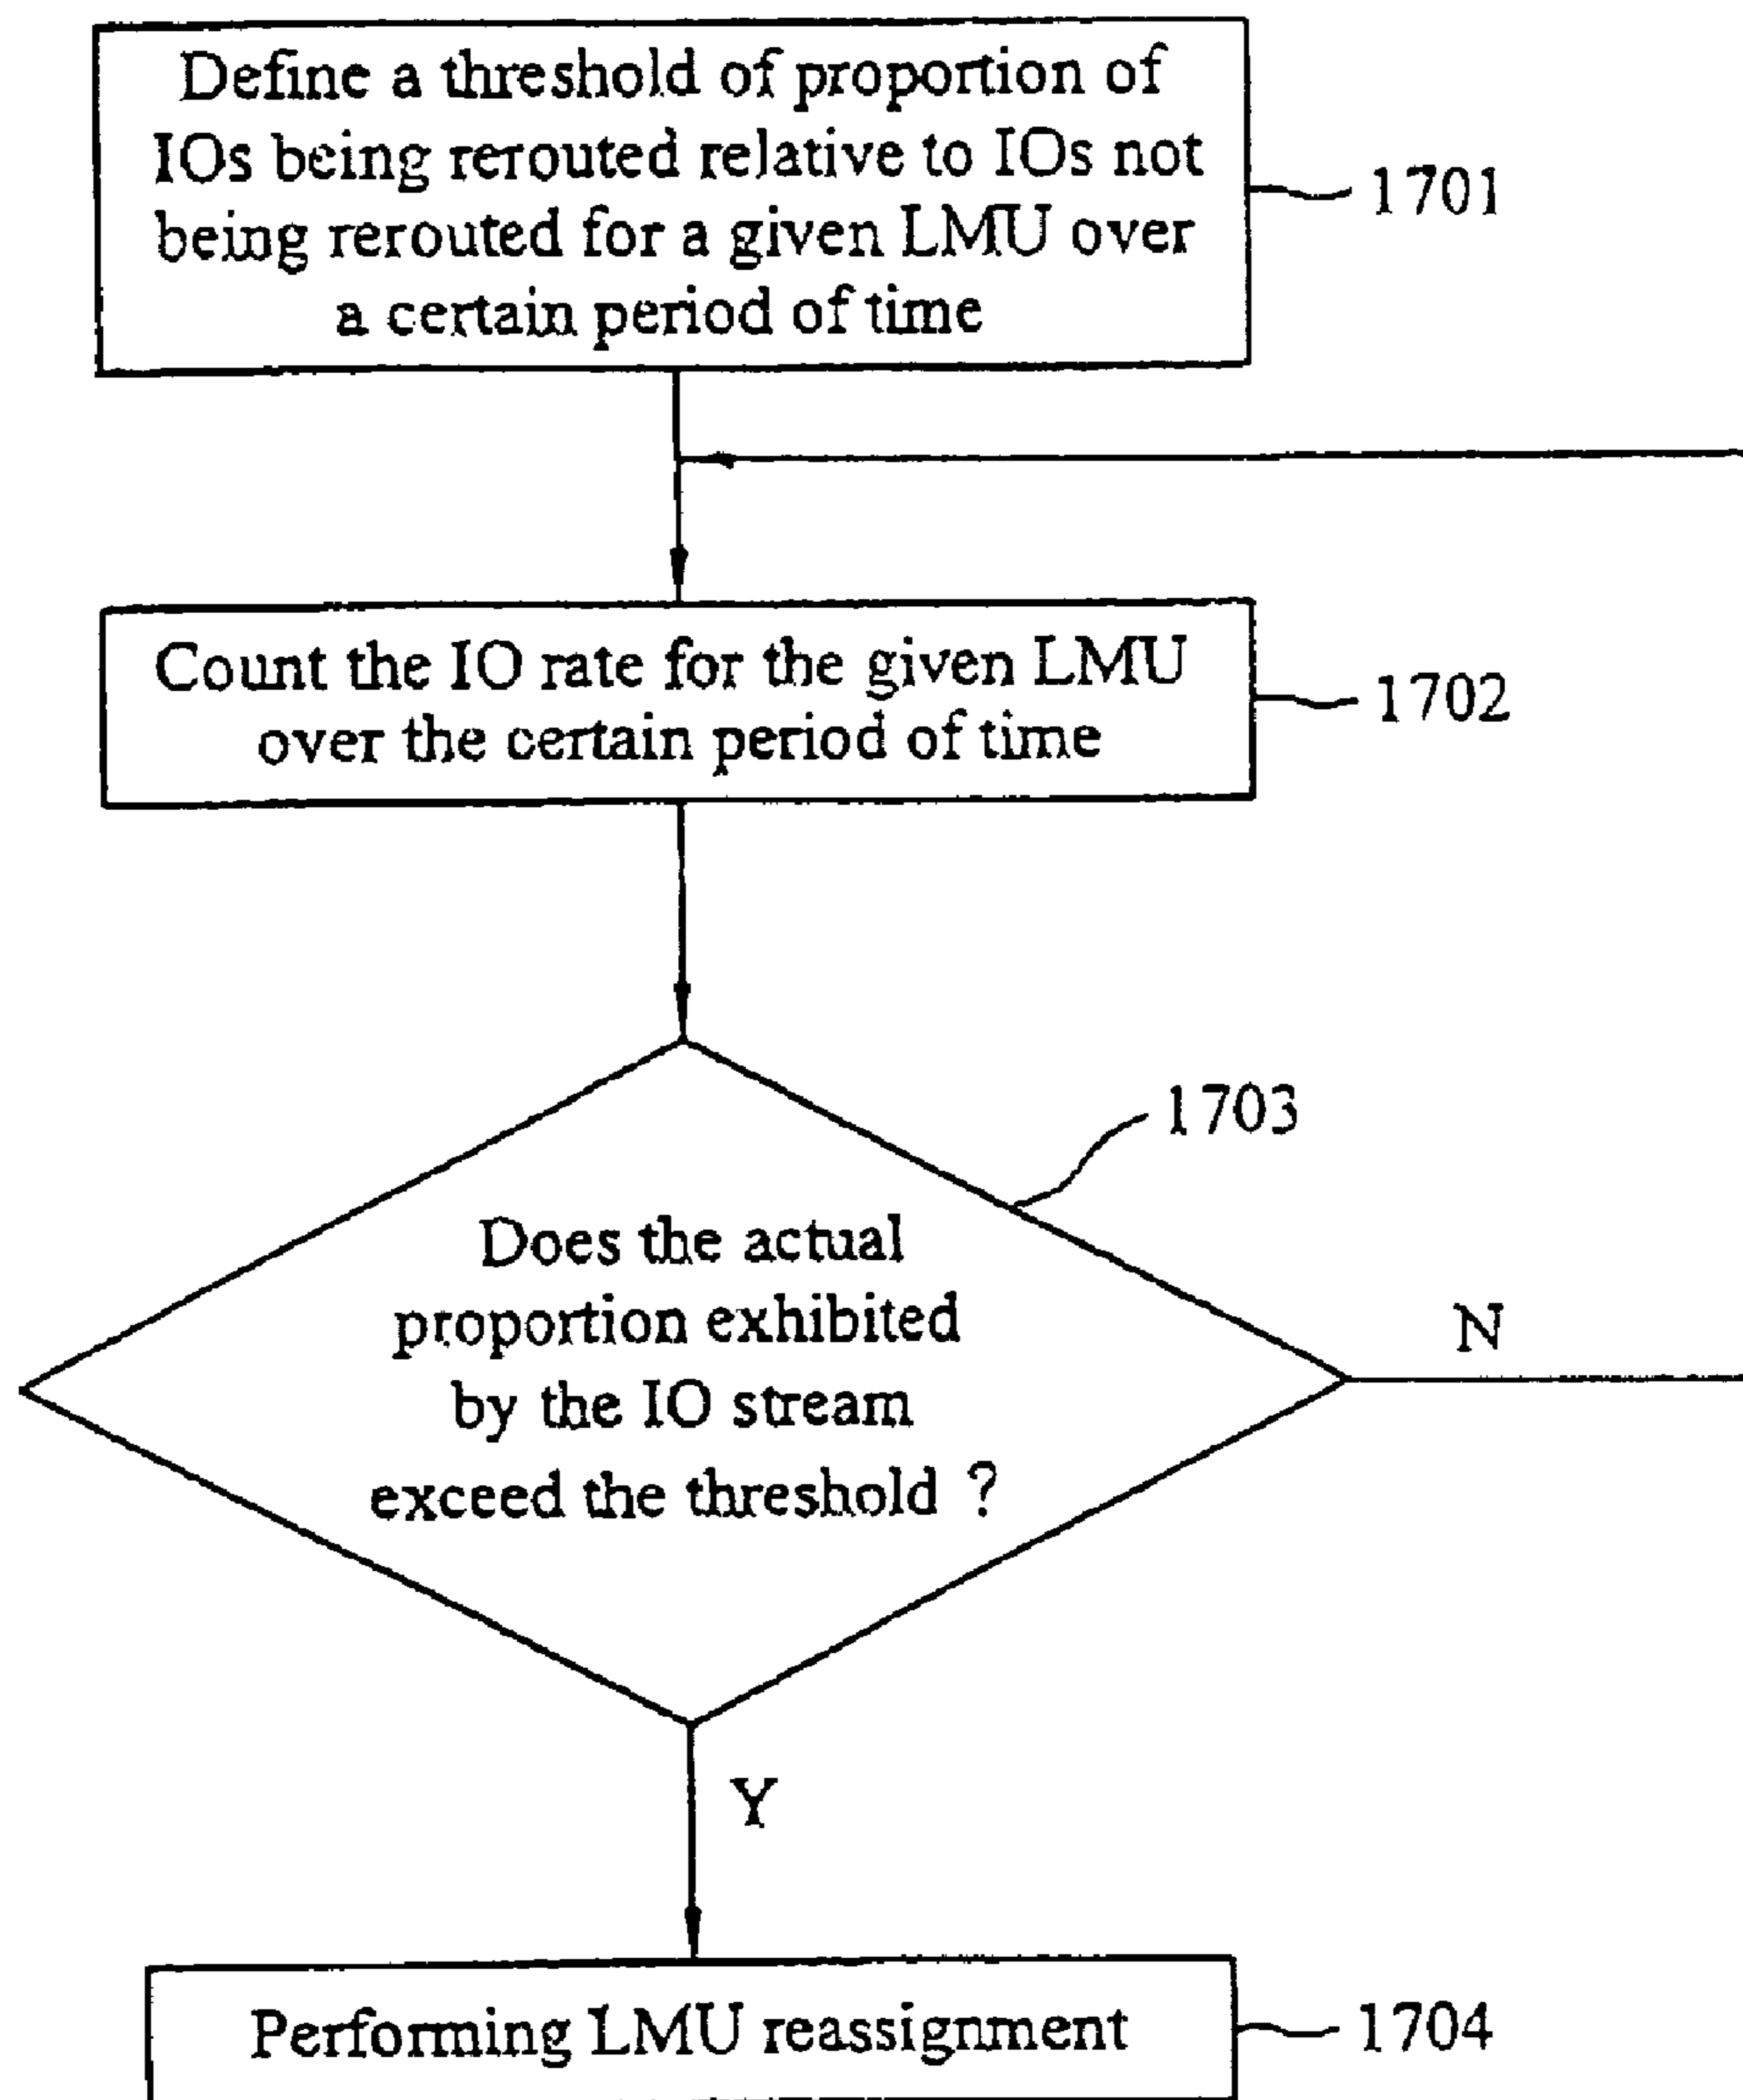 Define a threshold of proportion of
IOs being rerouted relative to IOs not
being rerouted for a given LMU over
a certain period of time
1701
Count the IO rate for the given LMU
over the certain period of time
1702
1703
Does the actual
proportion exhibited
by the IO stream
exceed the threshold ?
N
Y
Performing LMU reassignment
1704